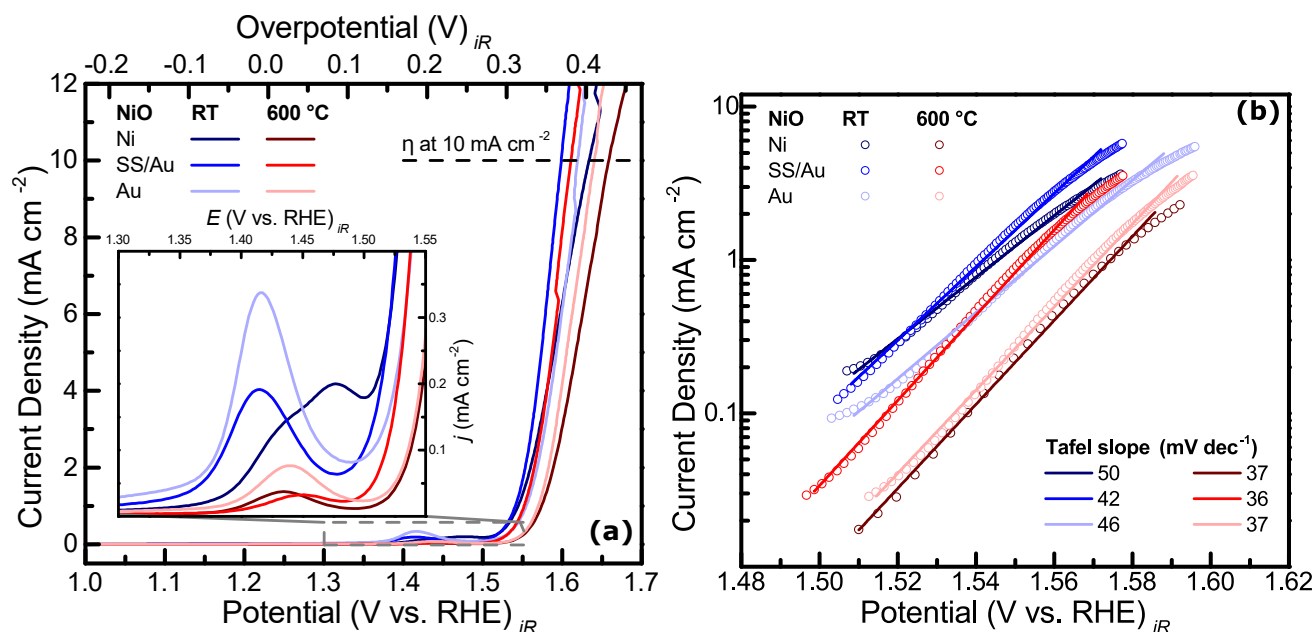 Overpotential (V) iR
-0.2 -0.1 0.0 0.1 0.2 0.3 0.4
12
10
8
6
4
2
0
Current Density (mA cm-2)
NiO RT 600 °C
Ni
SS/Au
Au
η at 10 mA cm-2
E (V vs. RHE) iR
1.30 1.35 1.40 1.45 1.50 1.55
0.3
0.2
0.1
j (mA cm-2)
(a)
1.0 1.1 1.2 1.3 1.4 1.5 1.6 1.7
Potential (V vs. RHE) iR
(b)
NiO RT 600 °C
Ni
SS/Au
Au
10
1
0.1
Current Density (mA cm-2)
Tafel slope (mV dec-1)
50 37
42 36
46 37
1.48 1.50 1.52 1.54 1.56 1.58 1.60 1.62
Potential (V vs. RHE) iR